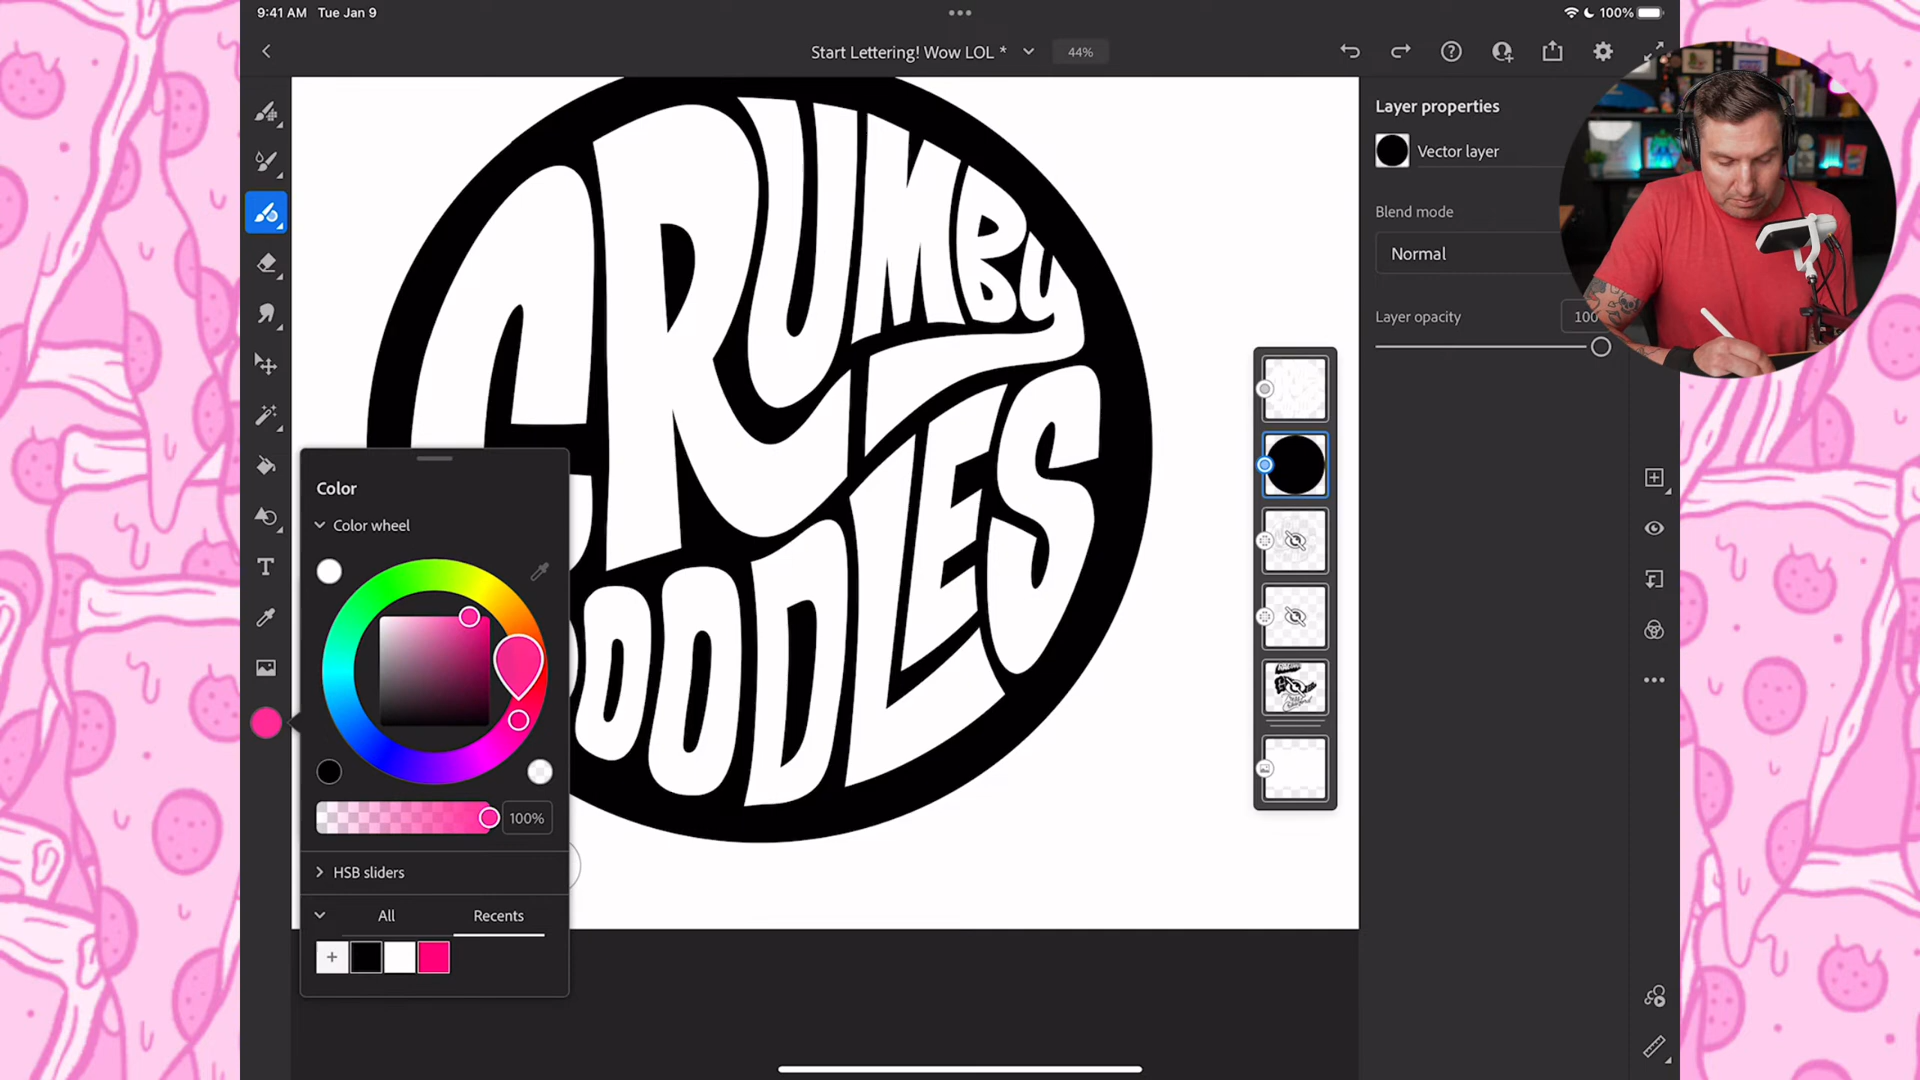 9:41 AM Tue Jan 9
100%
Start Lettering! Wow LOL *
44%
Layer properties
Vector layer
Blend mode
Normal
Layer opacity
100
CRUMBY
OODLES
Color
Color wheel
100%
HSB sliders
All
Recents